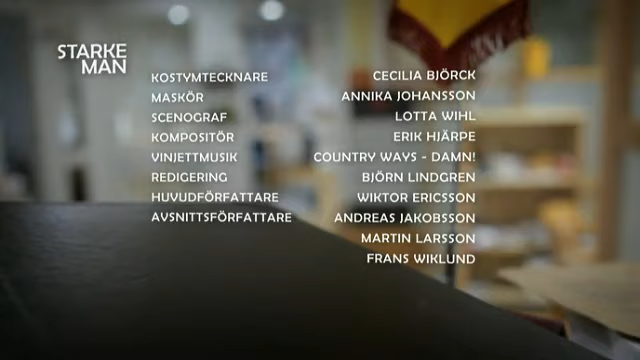 STARKE
MAN
KOSTYMTECKNARE CECILIA BJÖRCK
MASKÖR ANNIKA JOHANSSON
SCENOGRAF LOTTA WIHL
KOMPOSITÖR ERIK HJÄRPE
VINJETTMUSIK COUNTRY WAYS - DAMN!
REDIGERING BJÖRN LINDGREN
HUVUDFÖRFATTARE WIKTOR ERICSSON
AVSNITTSFÖRFATTARE ANDREAS JAKOBSSON
MARTIN LARSSON
FRANS WIKLUND